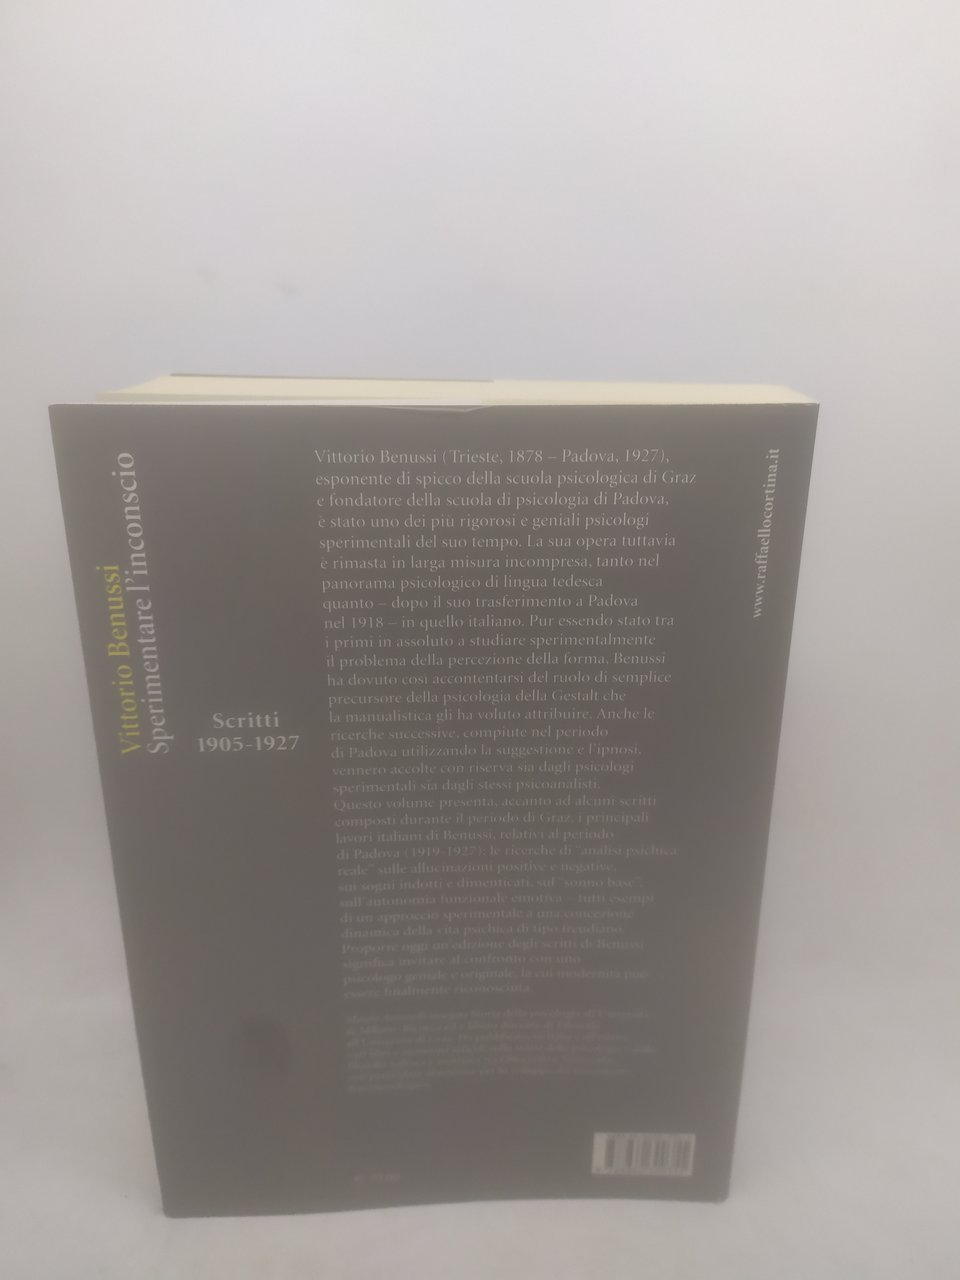 Vittorio Benussi
Sperimentare l'inconscio
Scritti
1905-1927
Vittorio Benussi (Trieste, 1878 – Padova, 1927),
esponente di spicco della scuola psicologica di Graz
e fondatore della scuola di psicologia di Padova,
è stato uno dei più rigorosi e geniali psicologi
sperimentali del suo tempo. La sua opera tuttavia
è rimasta in larga misura incompresa, tanto nel
panorama psicologico di lingua tedesca
quanto – dopo il suo trasferimento a Padova
nel 1918 – in quello italiano. Pur essendo stato tra
i primi in assoluto a studiare sperimentalmente
il problema della percezione della forma, Benussi
ha dovuto così accontentarsi del ruolo di semplice
precursore della psicologia della Gestalt che
la manualistica gli ha voluto attribuire. Anche le
ricerche successive, compiute nel periodo
di Padova utilizzando la suggestione e l'ipnosi,
vennero accolte con riserva sia dagli psicologi
sperimentali sia dagli stessi psicoanalisti.
Questo volume presenta, accanto ad alcuni scritti
composti durante il periodo di Graz, i principali
lavori italiani di Benussi, relativi al periodo
di Padova (1919-1927): le ricerche di "analisi psichica
reale" sulle allucinazioni positive e negative,
sui sogni indotti e dimenticati, sul "sonno base",
sull'autonomia funzionale emotiva – tutti esempi
di un approccio sperimentale a una concezione
dinamica della vita psichica di tipo freudiano.
Proporre oggi un'edizione degli scritti di Benussi
significa invitare al confronto con uno
psicologo geniale e originale, la cui modernità può
essere finalmente riconosciuta.
www.raffaellocortina.it